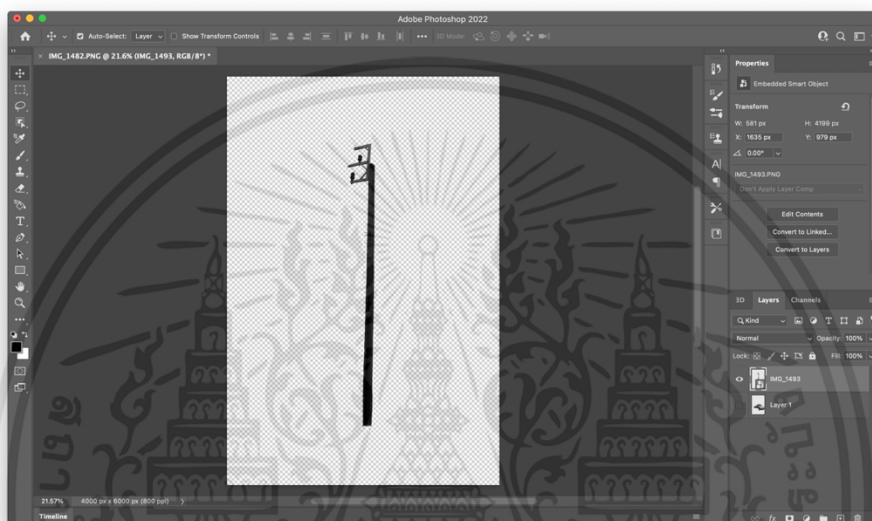 Adobe Photoshop 2022
Auto-Select: Layer Show Transform Controls 3D Mode:
× IMG_1482.PNG @ 21.6% (IMG_1493, RGB/8*) *
Properties
Embedded Smart Object
Transform
W: 581 px H: 4199 px
X: 1635 px Y: 979 px
0.00°
IMG_1493.PNG
Don't Apply Layer Comp
Edit Contents
Convert to Linked...
Convert to Layers
3D Layers Channels
Kind
Normal Opacity: 100%
Lock: Fill: 100%
IMG_1493
Layer 1
21.57% 4000 px x 6000 px (800 ppi)
Timeline